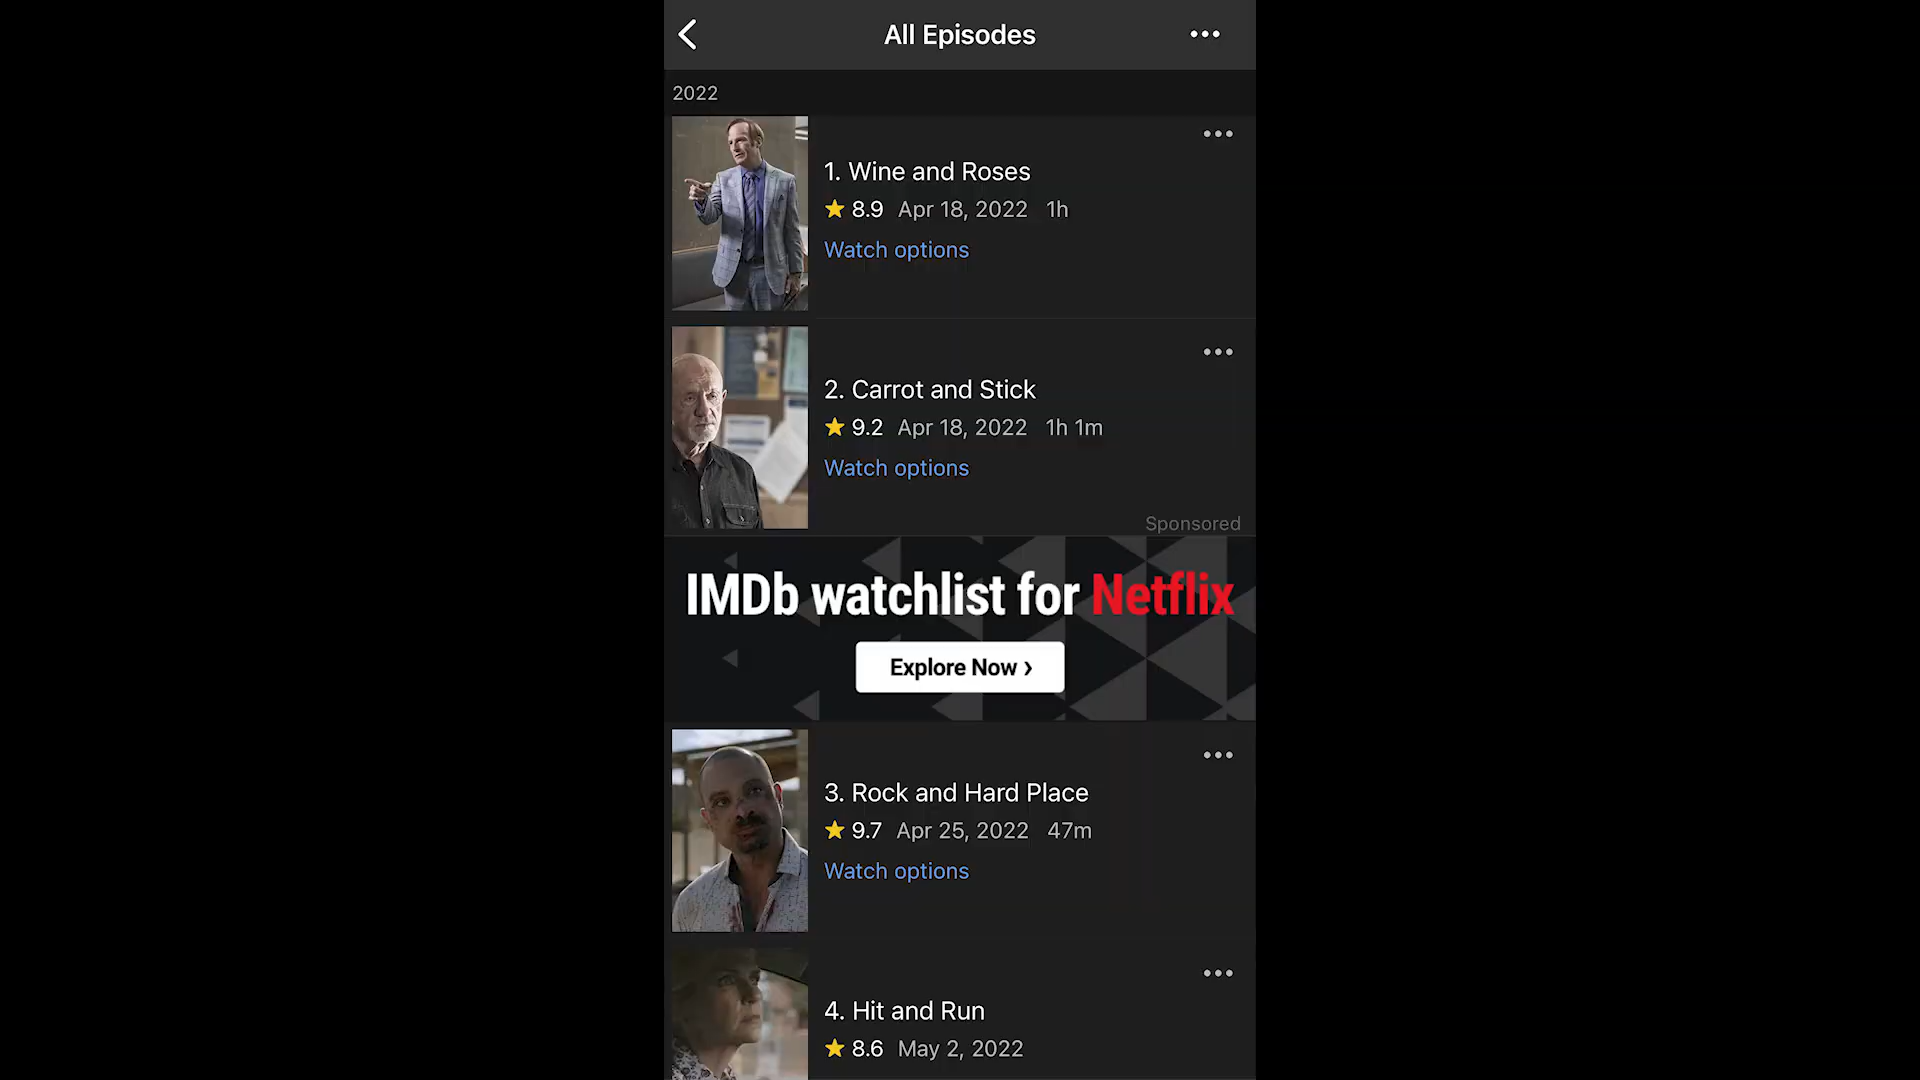 All Episodes
2022
1. Wine and Roses
8.9 Apr 18, 2022 1h
Watch options
2. Carrot and Stick
9.2 Apr 18, 2022 1h 1m
Watch options
Sponsored
IMDb watchlist for Netflix
Explore Now ›
3. Rock and Hard Place
9.7 Apr 25, 2022 47m
Watch options
4. Hit and Run
8.6 May 2, 2022